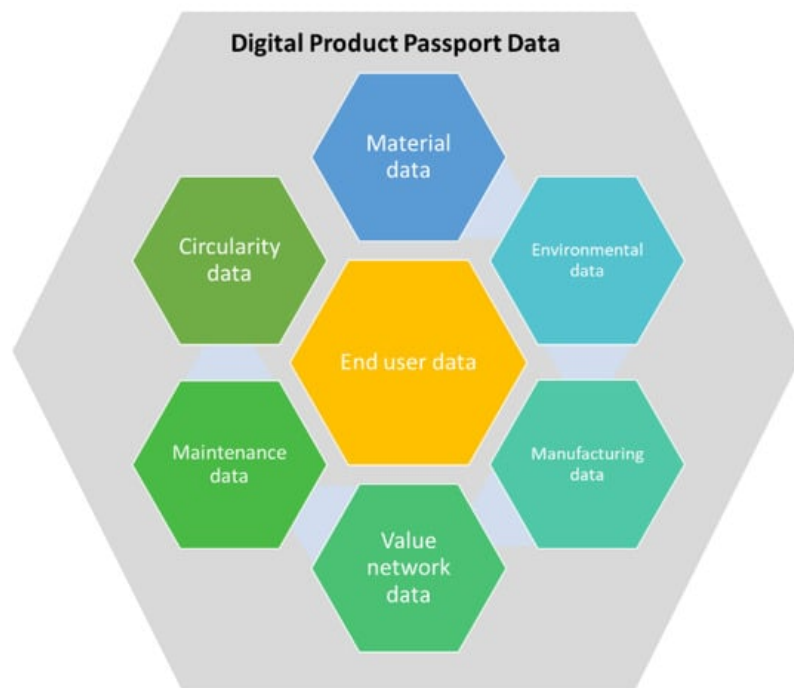 Digital Product Passport Data
Material
data
Circularity
data
Environmental
data
End user data
Maintenance
data
Manufacturing
data
Value
network
data